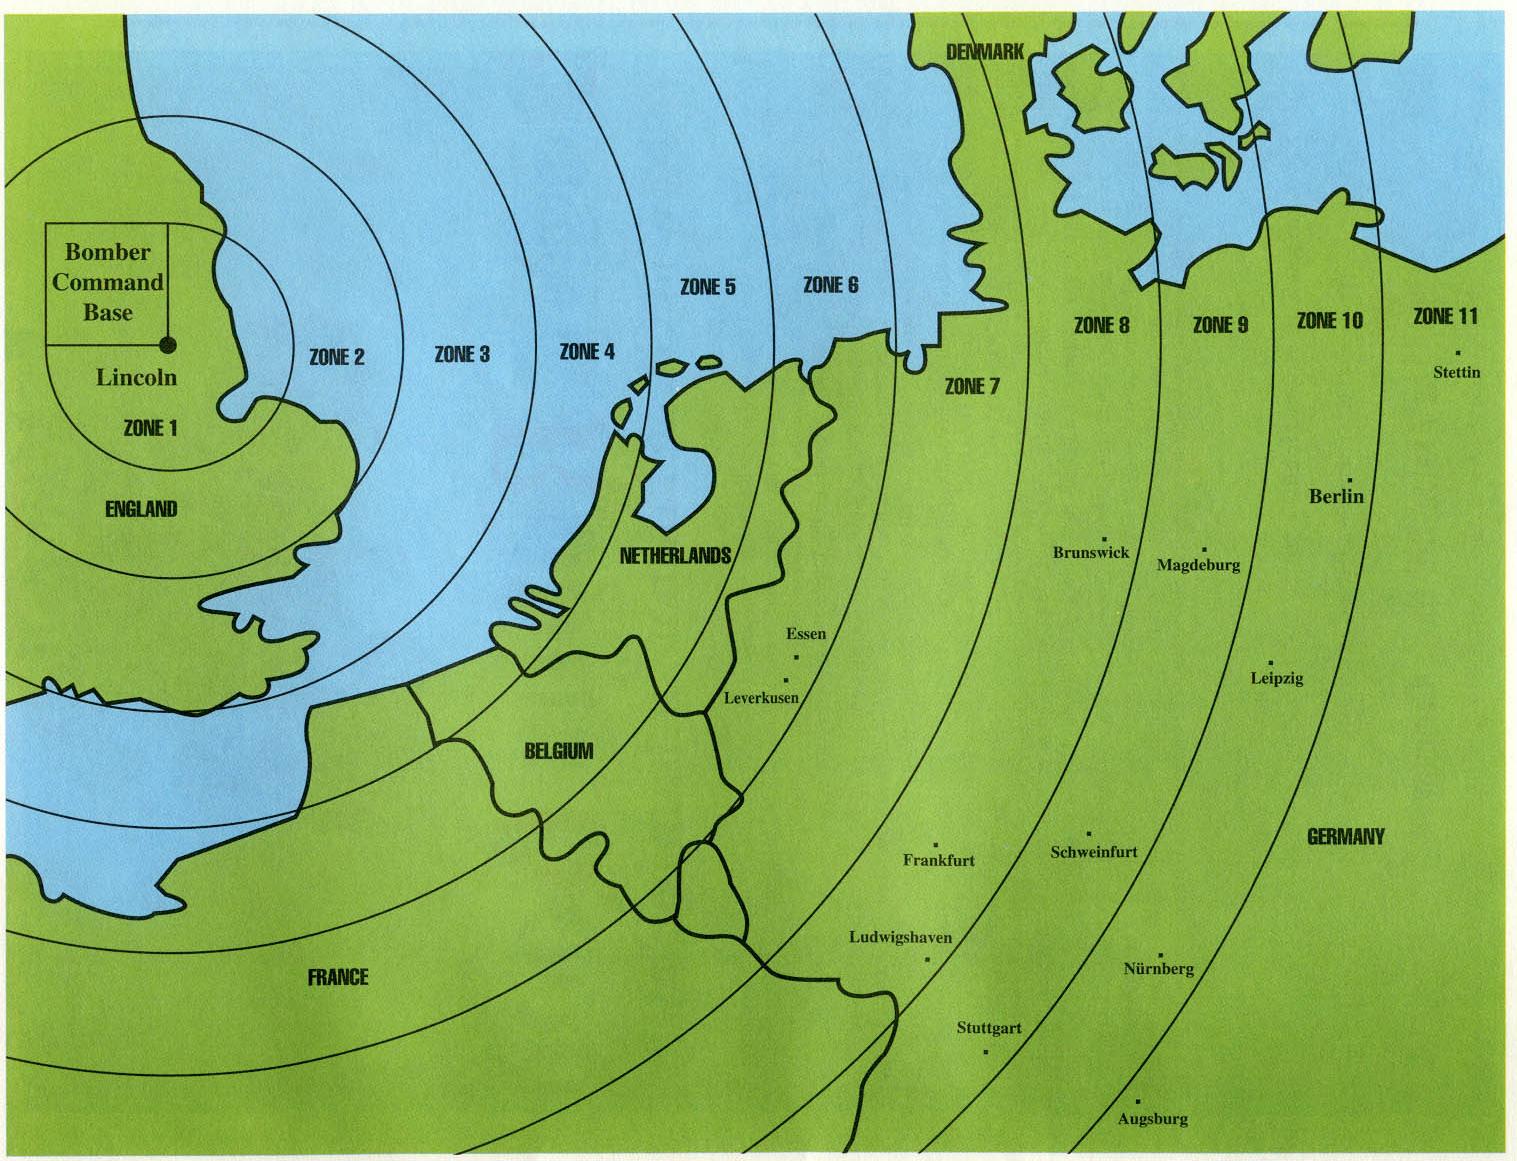 DENMARK
Bomber
Command
Base
Lincoln
ZONE 1
ZONE 2
ZONE 3
ZONE 4
ZONE 5
ZONE 6
ZONE 7
ZONE 8
ZONE 9
ZONE 10
ZONE 11
Stettin
ENGLAND
Berlin
NETHERLANDS
Brunswick
Magdeburg
Essen
Leverkusen
Leipzig
BELGIUM
GERMANY
Frankfurt
Schweinfurt
Ludwigshaven
FRANCE
Nürnberg
Stuttgart
Augsburg